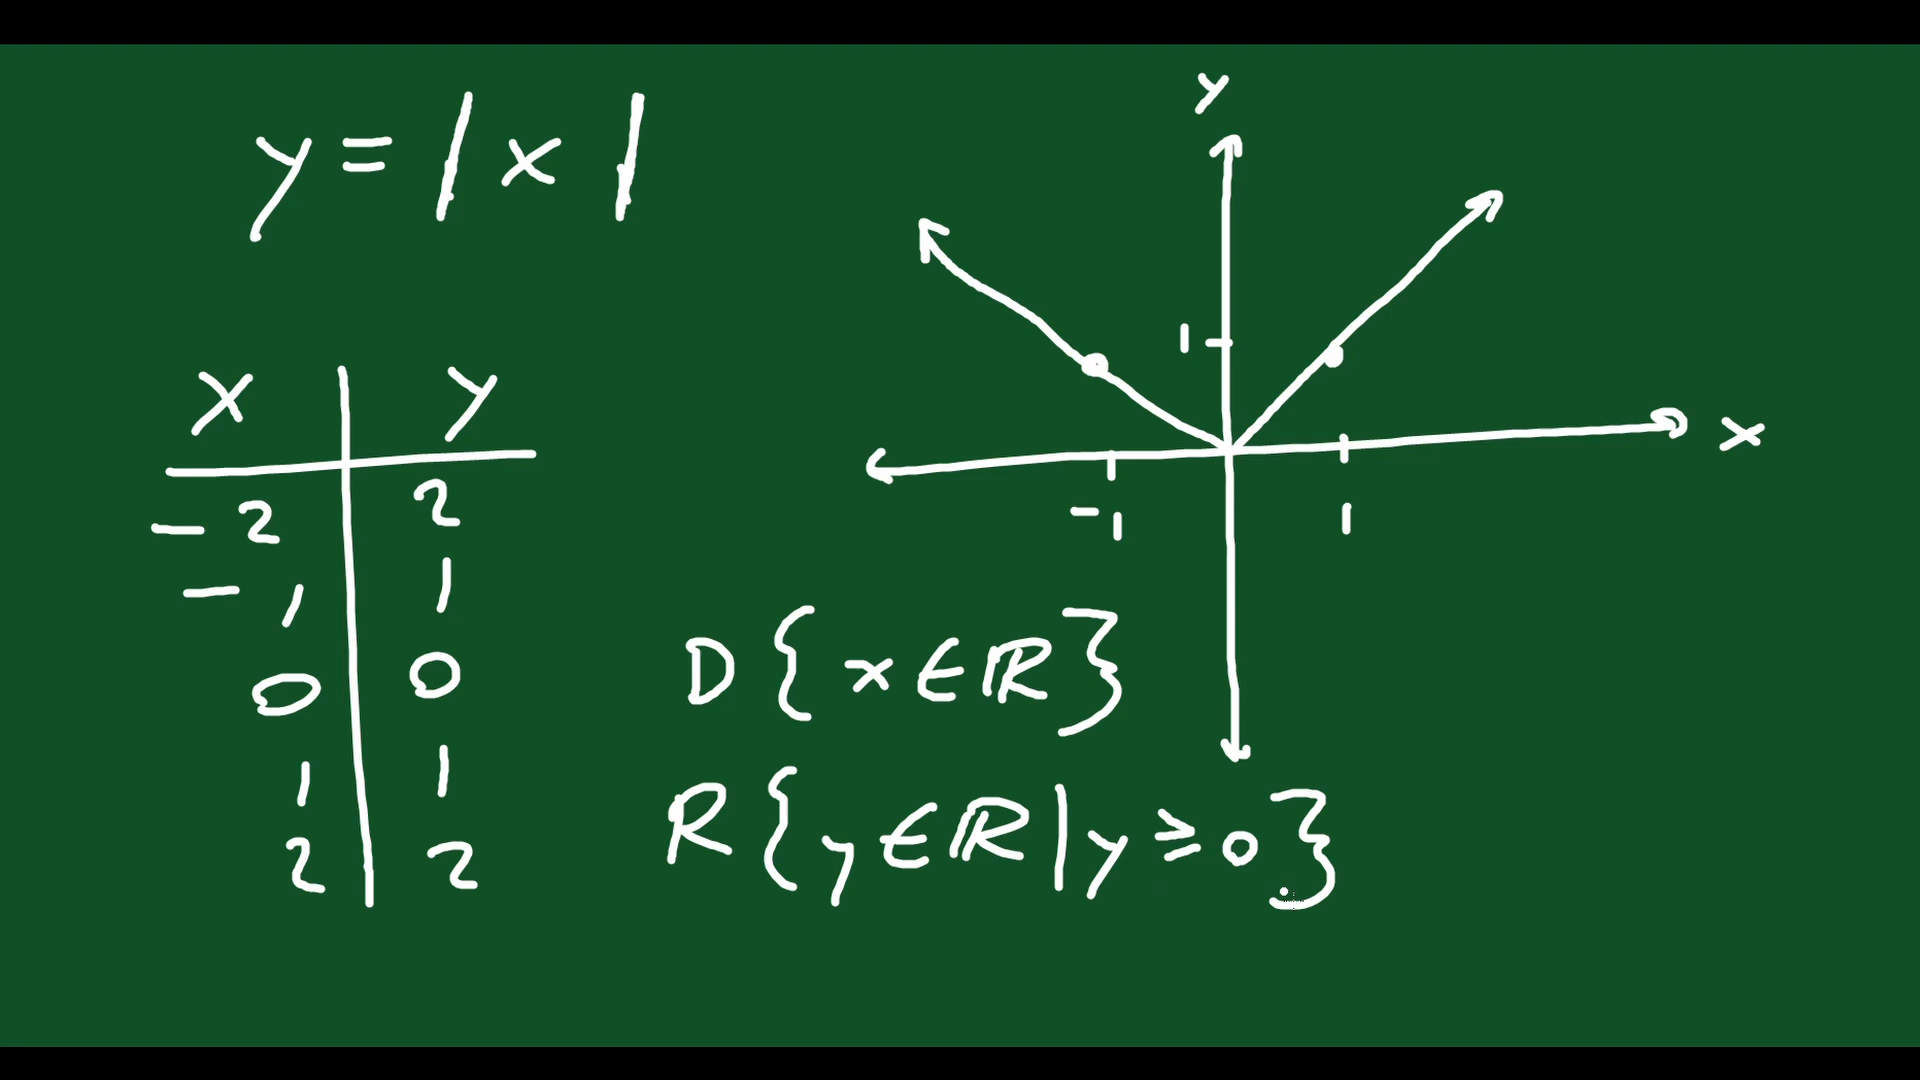 y = | x |
x y
-2 2
-1 1
0 0
1 1
2 2
y
1
x
-1 1
D { x ∈ ℝ }
R { y ∈ ℝ | y ≥ 0 }